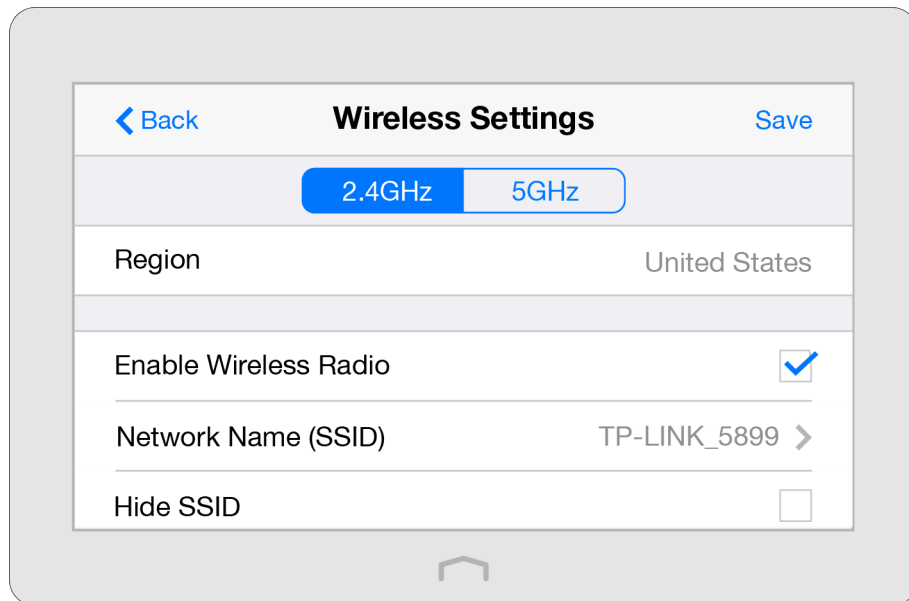 Back Wireless Settings Save
2.4GHz 5GHz
Region United States
Enable Wireless Radio
Network Name (SSID) TP-LINK_5899
Hide SSID